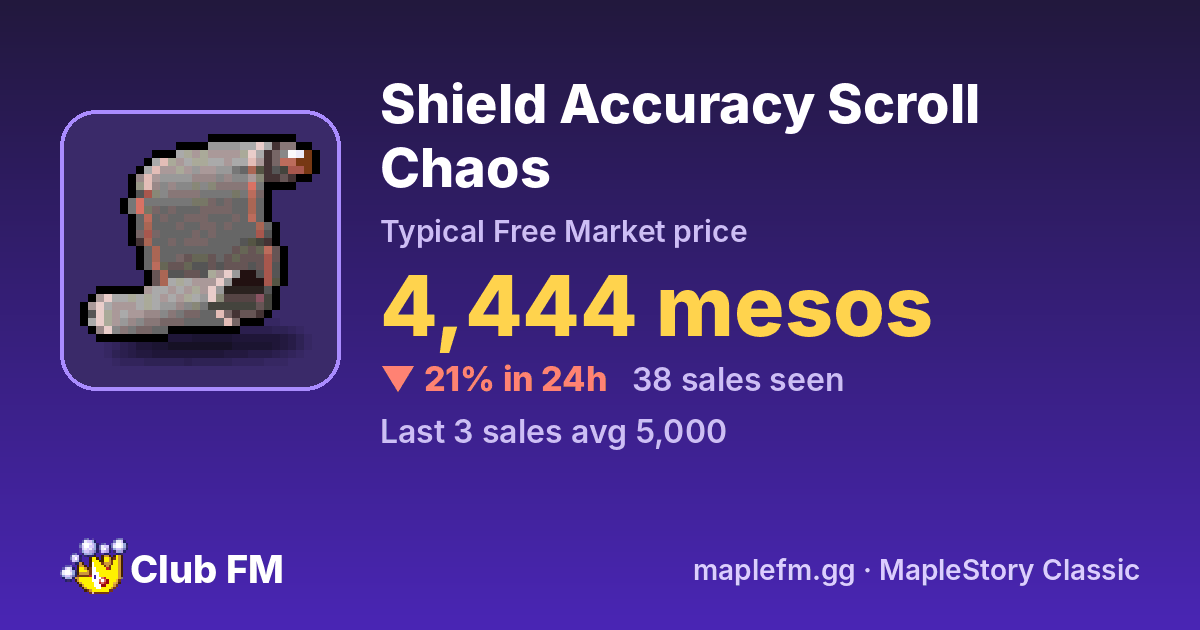 Shield Accuracy Scroll
Chaos
Typical Free Market price
4,444 mesos
▼ 21% in 24h 38 sales seen
Last 3 sales avg 5,000
Club FM
maplefm.gg · MapleStory Classic